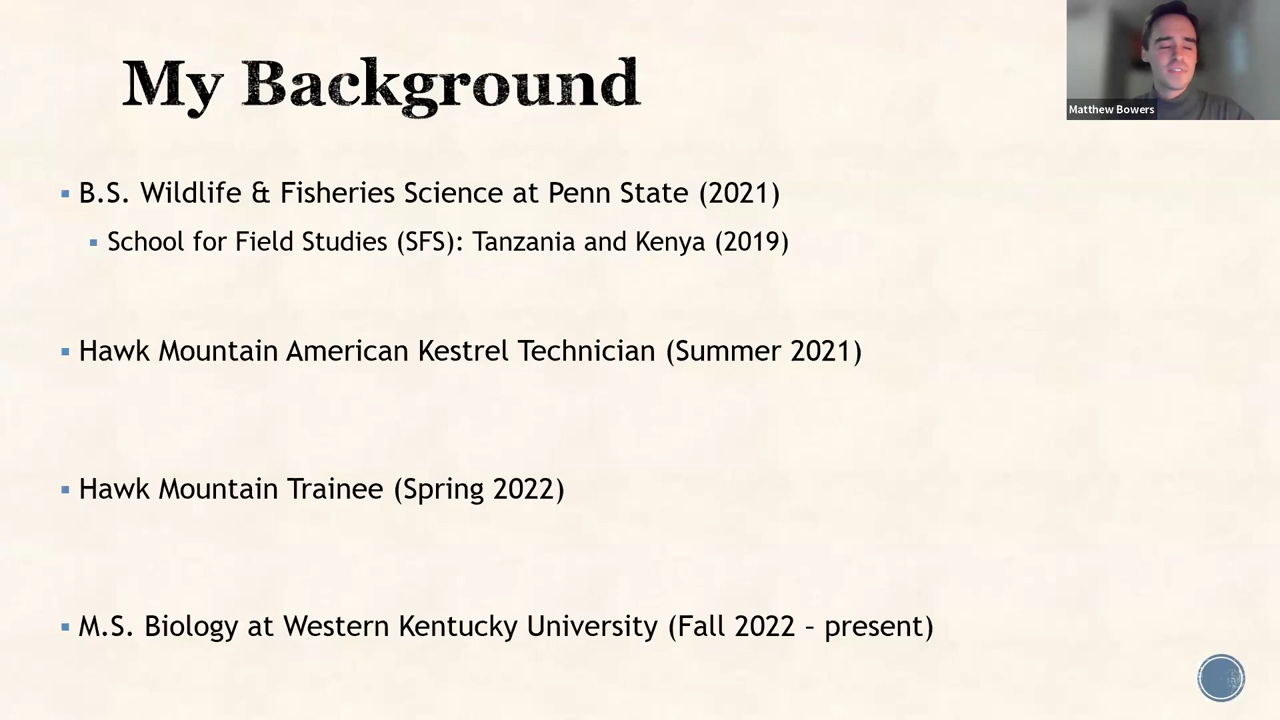 My Background
Matthew Bowers
B.S. Wildlife & Fisheries Science at Penn State (2021)
School for Field Studies (SFS): Tanzania and Kenya (2019)
Hawk Mountain American Kestrel Technician (Summer 2021)
Hawk Mountain Trainee (Spring 2022)
M.S. Biology at Western Kentucky University (Fall 2022 – present)